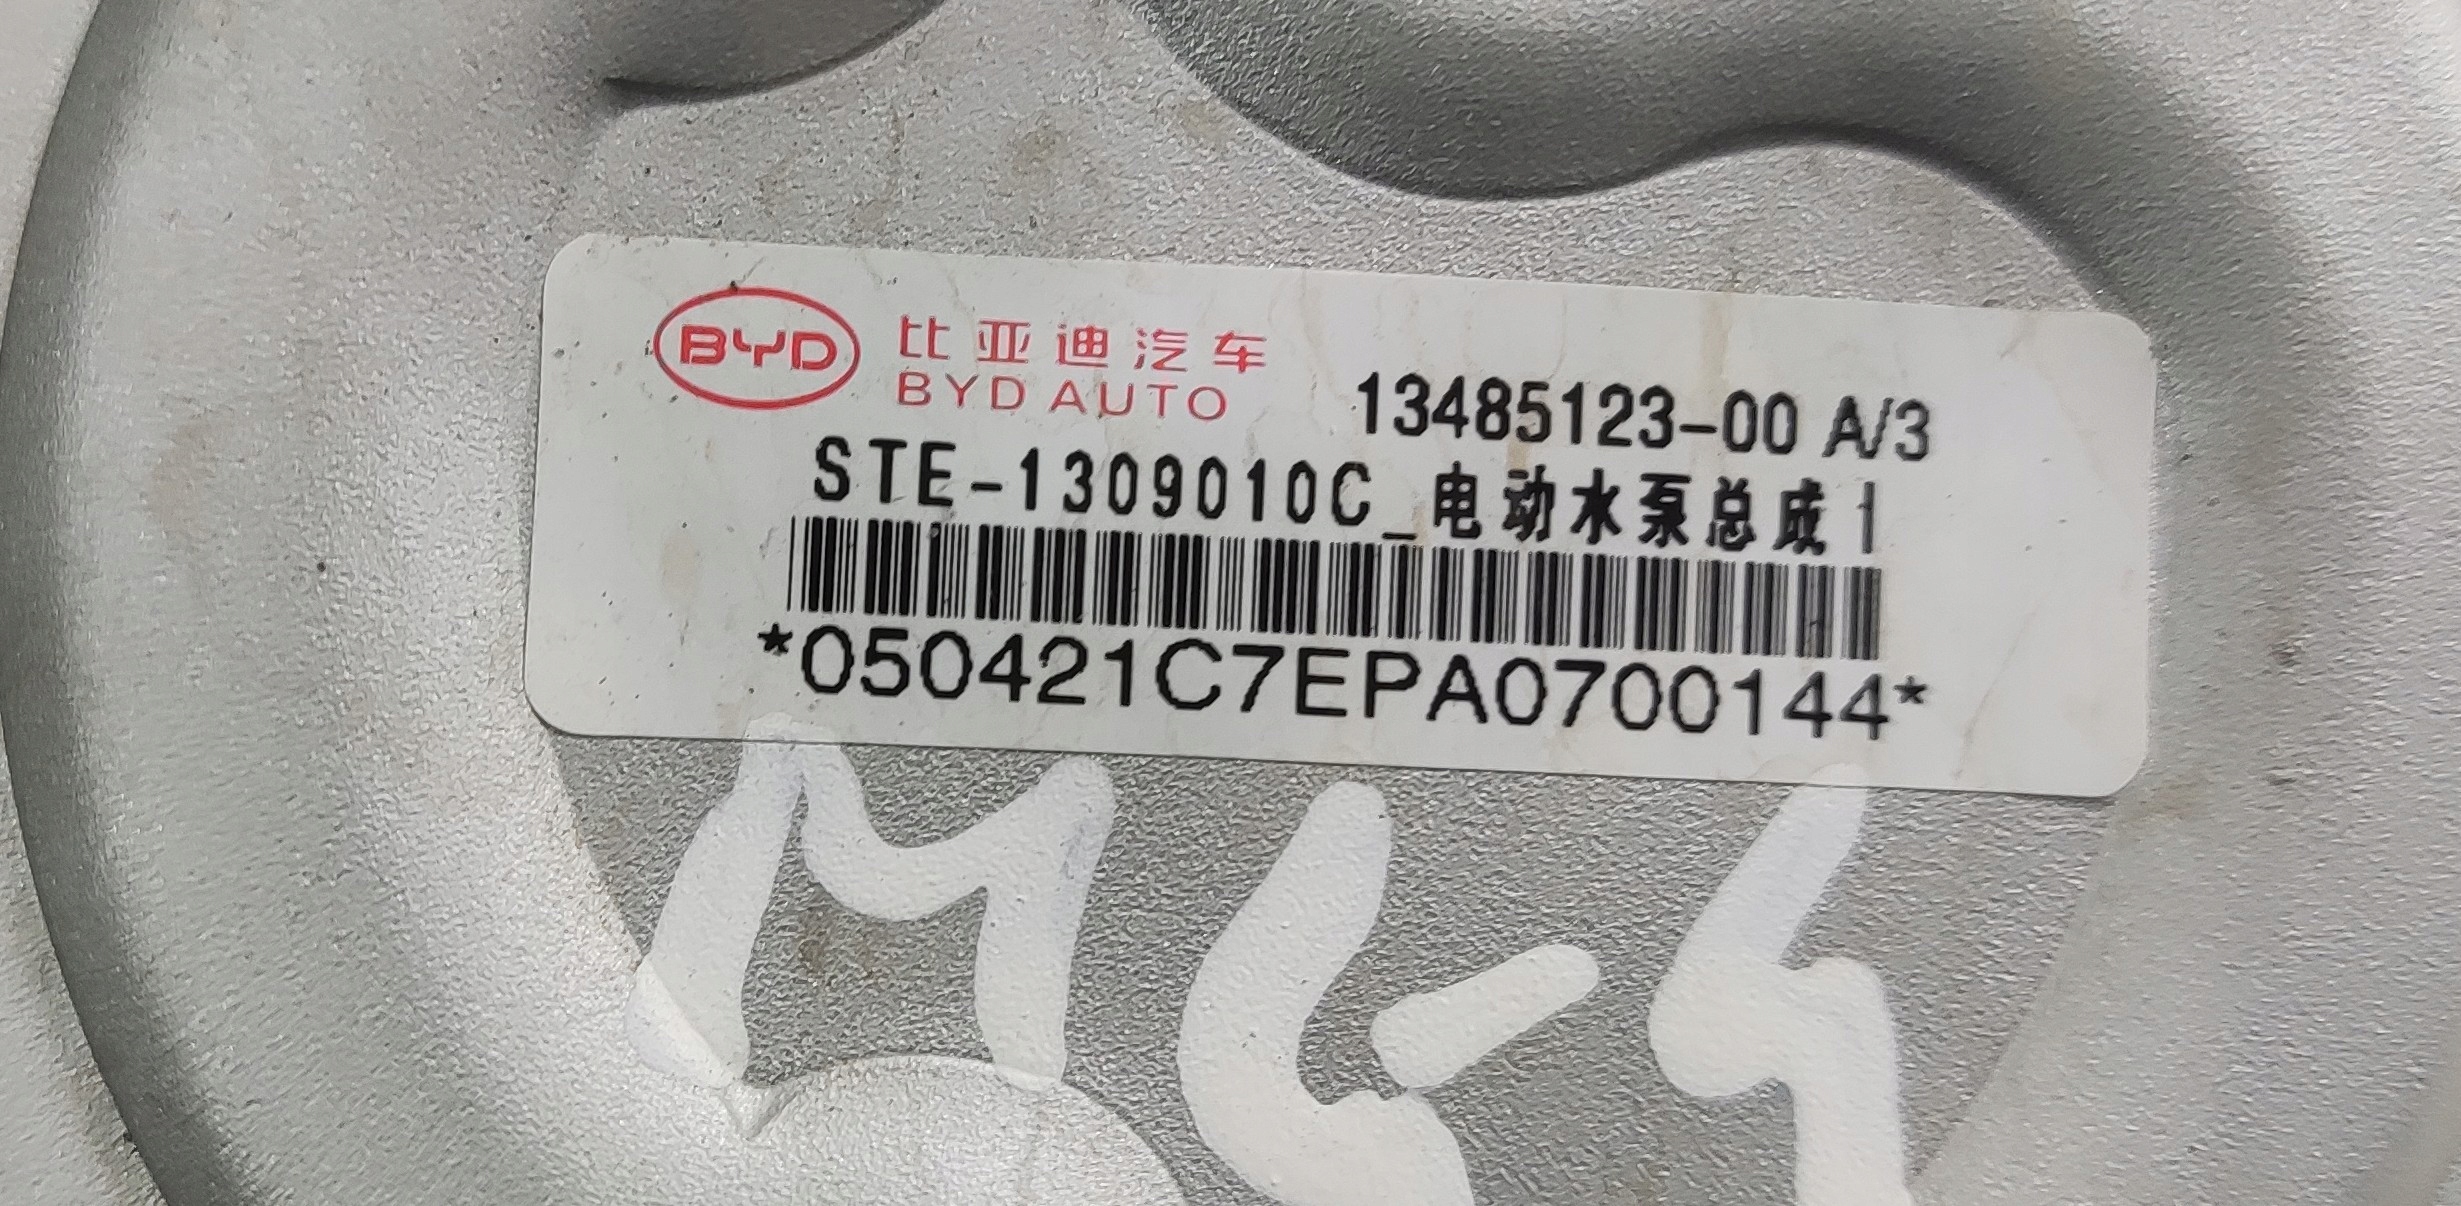 BYD 比亚迪汽车
BYD AUTO
13485123-00 A/3
STE-1309010C_电动水泵总成1
*050421C7EPA0700144*